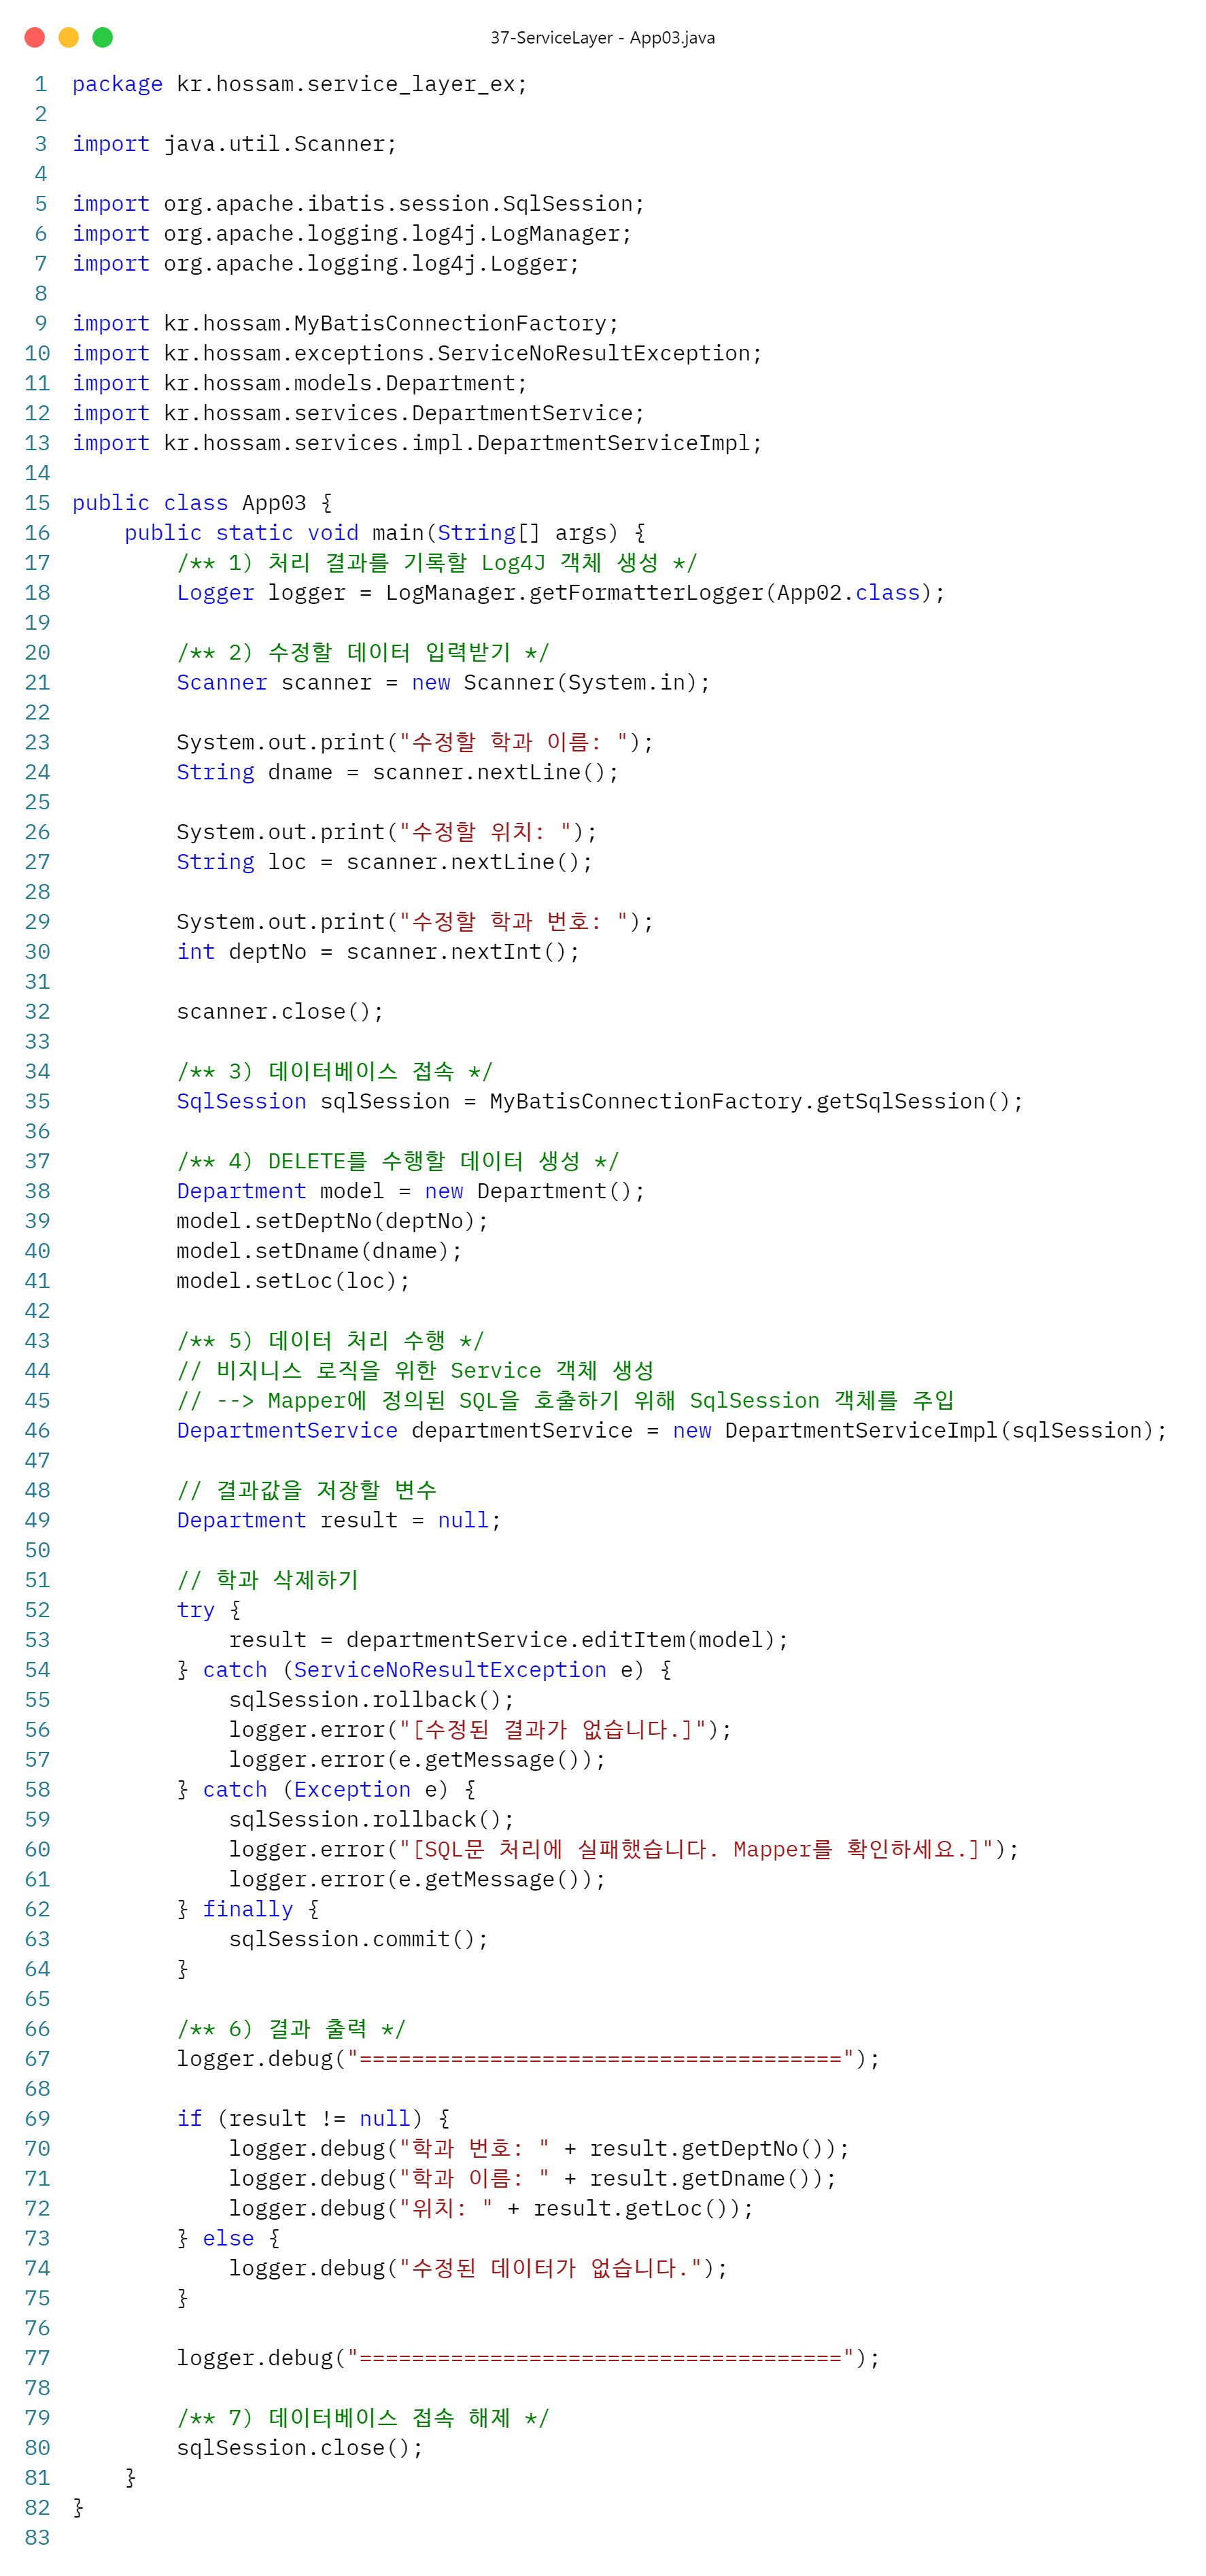 37-ServiceLayer - App03.java
1 package kr.hossam.service_layer_ex;
2
3 import java.util.Scanner;
4
5 import org.apache.ibatis.session.SqlSession;
6 import org.apache.logging.log4j.LogManager;
7 import org.apache.logging.log4j.Logger;
8
9 import kr.hossam.MyBatisConnectionFactory;
10 import kr.hossam.exceptions.ServiceNoResultException;
11 import kr.hossam.models.Department;
12 import kr.hossam.services.DepartmentService;
13 import kr.hossam.services.impl.DepartmentServiceImpl;
14
15 public class App03 {
16     public static void main(String[] args) {
17         /** 1) 처리 결과를 기록할 Log4J 객체 생성 */
18         Logger logger = LogManager.getFormatterLogger(App02.class);
19
20         /** 2) 수정할 데이터 입력받기 */
21         Scanner scanner = new Scanner(System.in);
22
23         System.out.print("수정할 학과 이름: ");
24         String dname = scanner.nextLine();
25
26         System.out.print("수정할 위치: ");
27         String loc = scanner.nextLine();
28
29         System.out.print("수정할 학과 번호: ");
30         int deptNo = scanner.nextInt();
31
32         scanner.close();
33
34         /** 3) 데이터베이스 접속 */
35         SqlSession sqlSession = MyBatisConnectionFactory.getSqlSession();
36
37         /** 4) DELETE를 수행할 데이터 생성 */
38         Department model = new Department();
39         model.setDeptNo(deptNo);
40         model.setDname(dname);
41         model.setLoc(loc);
42
43         /** 5) 데이터 처리 수행 */
44         // 비지니스 로직을 위한 Service 객체 생성
45         // --> Mapper에 정의된 SQL을 호출하기 위해 SqlSession 객체를 주입
46         DepartmentService departmentService = new DepartmentServiceImpl(sqlSession);
47
48         // 결과값을 저장할 변수
49         Department result = null;
50
51         // 학과 삭제하기
52         try {
53             result = departmentService.editItem(model);
54         } catch (ServiceNoResultException e) {
55             sqlSession.rollback();
56             logger.error("[수정된 결과가 없습니다.]");
57             logger.error(e.getMessage());
58         } catch (Exception e) {
59             sqlSession.rollback();
60             logger.error("[SQL문 처리에 실패했습니다. Mapper를 확인하세요.]");
61             logger.error(e.getMessage());
62         } finally {
63             sqlSession.commit();
64         }
65
66         /** 6) 결과 출력 */
67         logger.debug("=====================================");
68
69         if (result != null) {
70             logger.debug("학과 번호: " + result.getDeptNo());
71             logger.debug("학과 이름: " + result.getDname());
72             logger.debug("위치: " + result.getLoc());
73         } else {
74             logger.debug("수정된 데이터가 없습니다.");
75         }
76
77         logger.debug("=====================================");
78
79         /** 7) 데이터베이스 접속 해제 */
80         sqlSession.close();
81     }
82 }
83